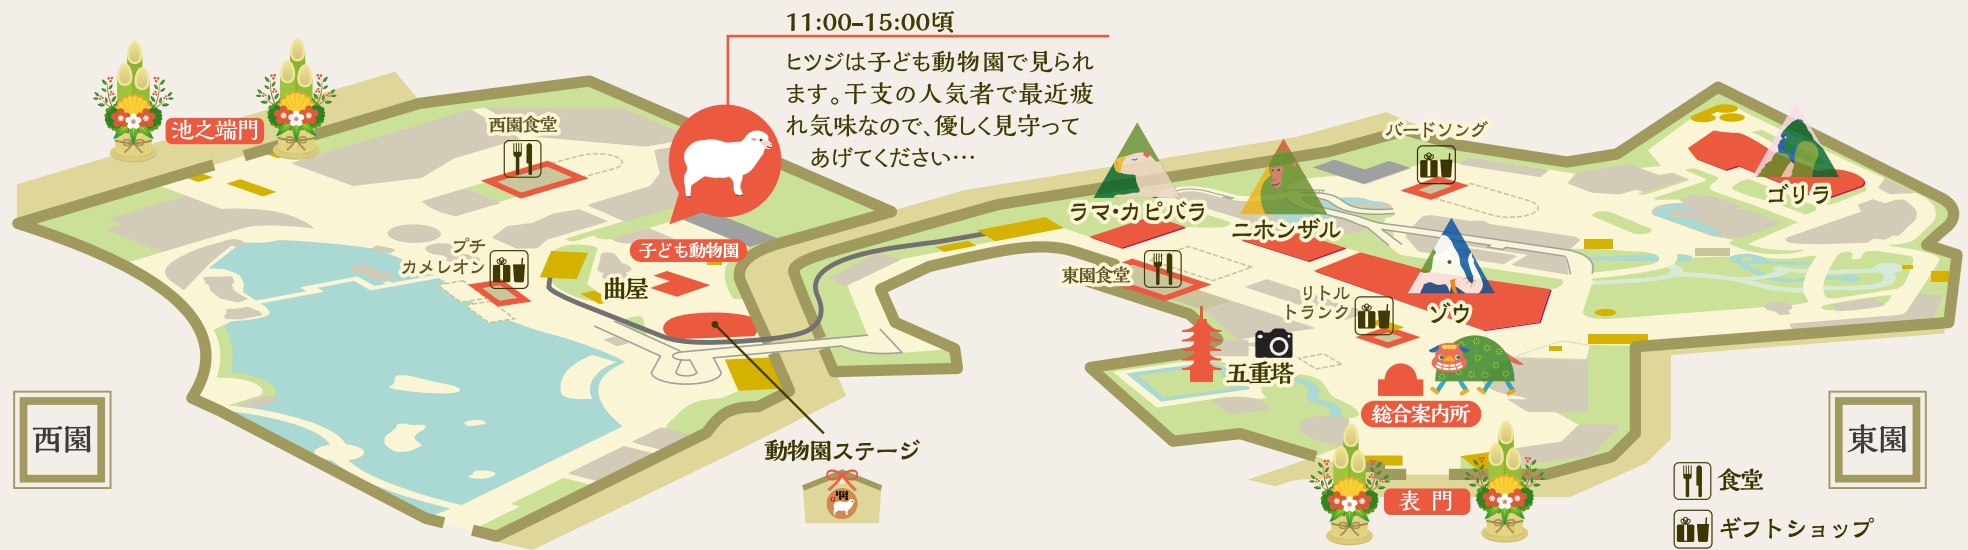 11:00–15:00頃
ヒツジは子ども動物園で見られ
ます。干支の人気者で最近疲
れ気味なので、優しく見守って
あげてください…
池之端門
西園食堂
プチ
カメレオン
曲屋
子ども動物園
動物園ステージ
西園
ラマ・カピバラ
ニホンザル
バードソング
ゴリラ
東園食堂
リトル
トランク
ゾウ
五重塔
総合案内所
表門
東園
食堂
ギフトショップ